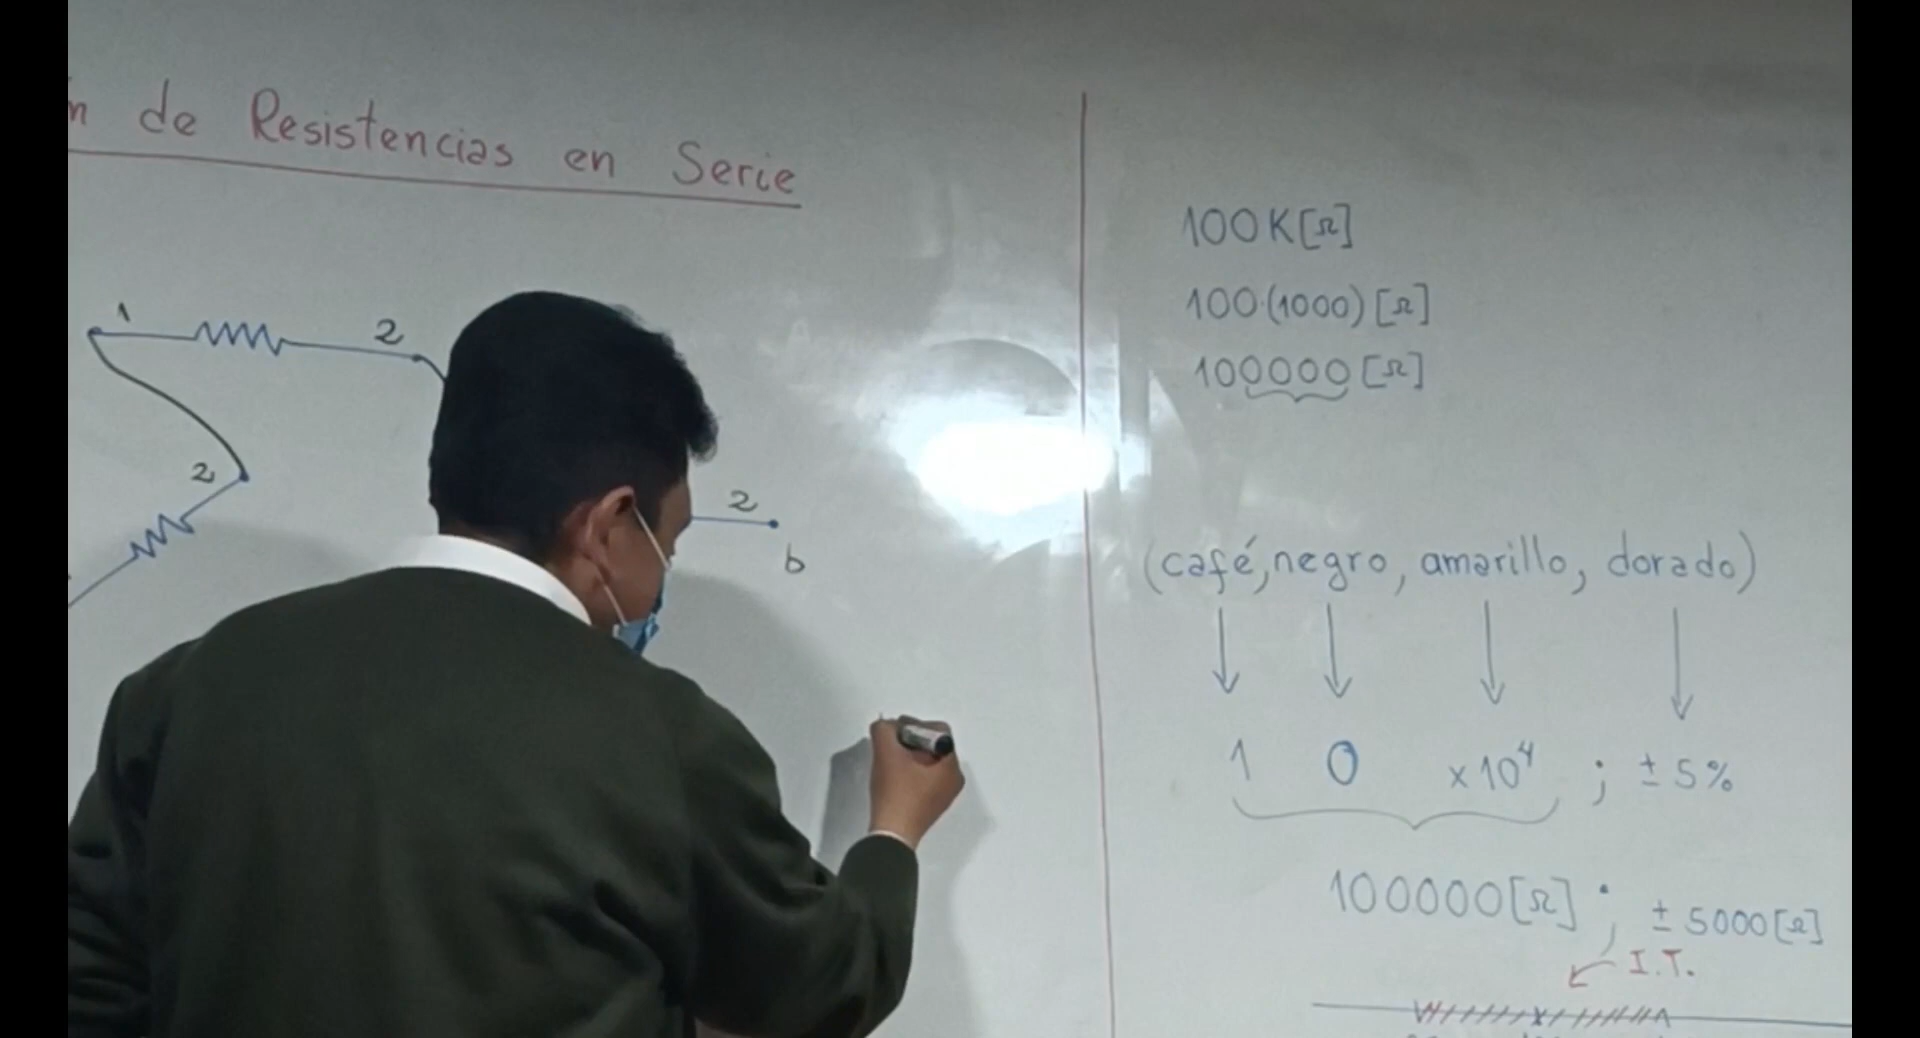 de Resistencias en Serie
1
2
2
2
b
100K[Ω]
100·(1000)[Ω]
100000[Ω]
(café, negro, amarillo, dorado)
1 0 x10⁴ ; ± 5%
100000[Ω] ; ± 5000[Ω]
I.T.